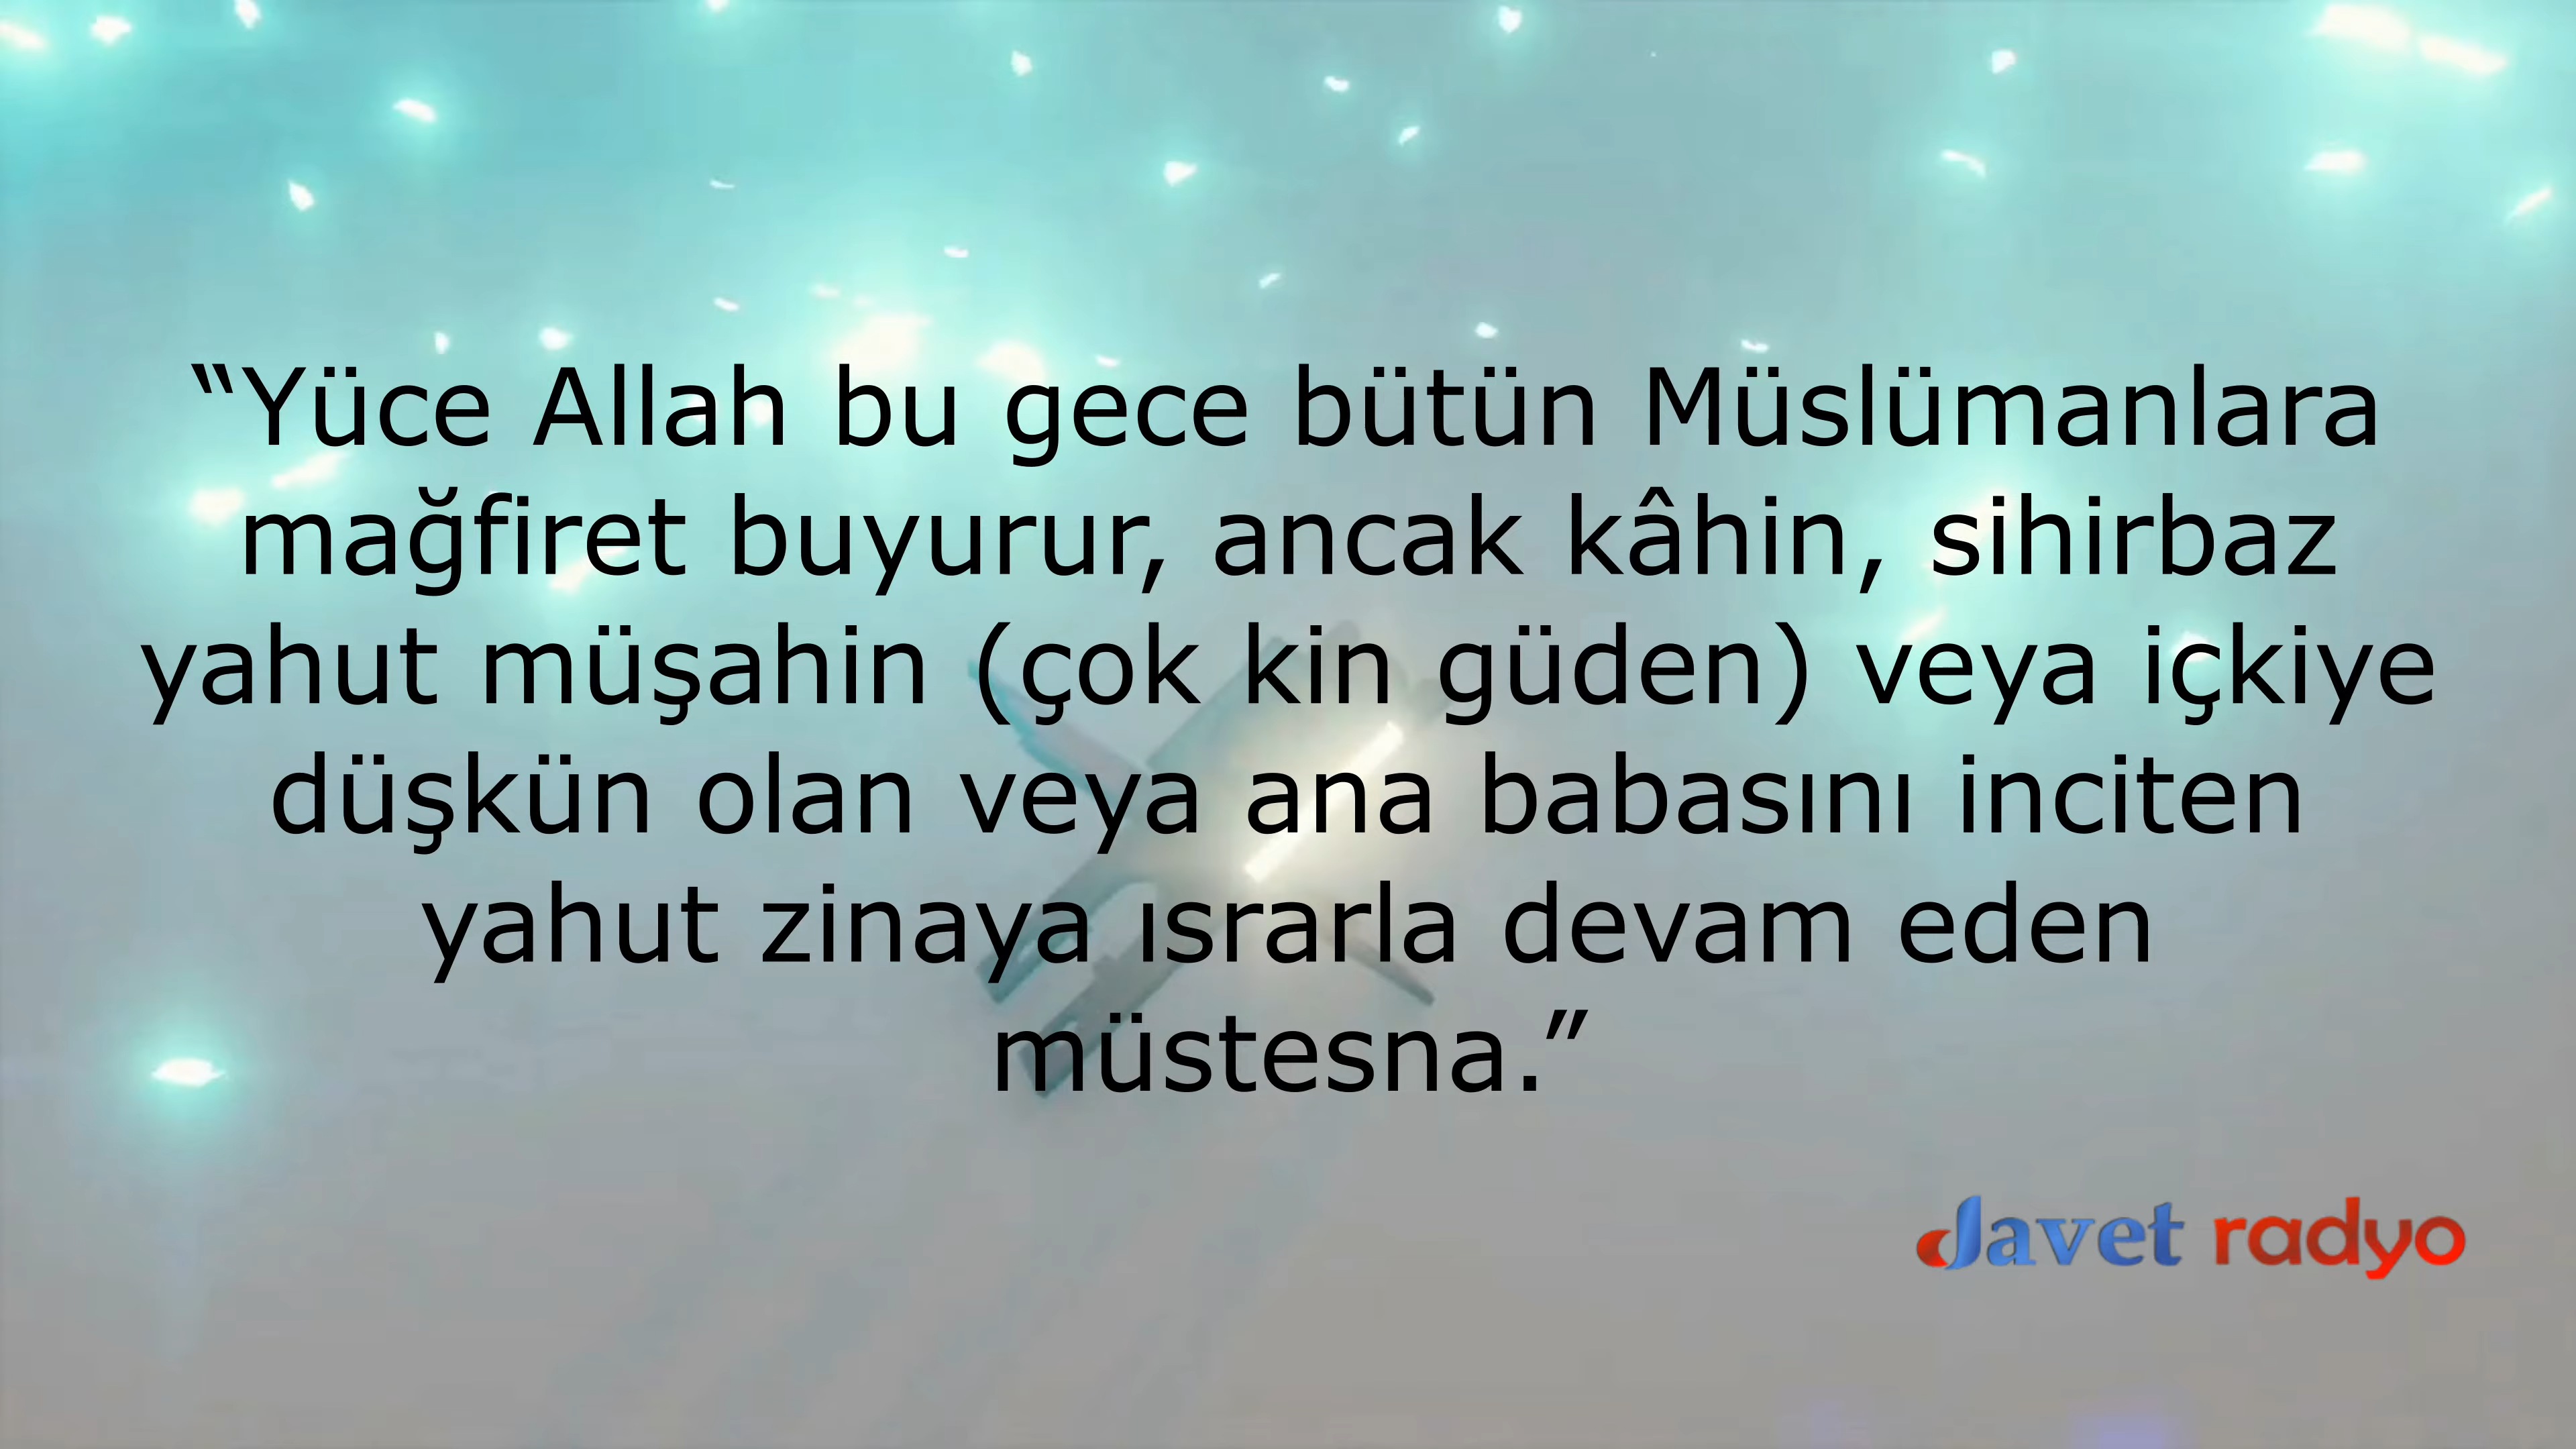 “Yüce Allah bu gece bütün Müslümanlara
mağfiret buyurur, ancak kâhin, sihirbaz
yahut müşahin (çok kin güden) veya içkiye
düşkün olan veya ana babasını inciten
yahut zinaya ısrarla devam eden
müstesna.”
davet radyo